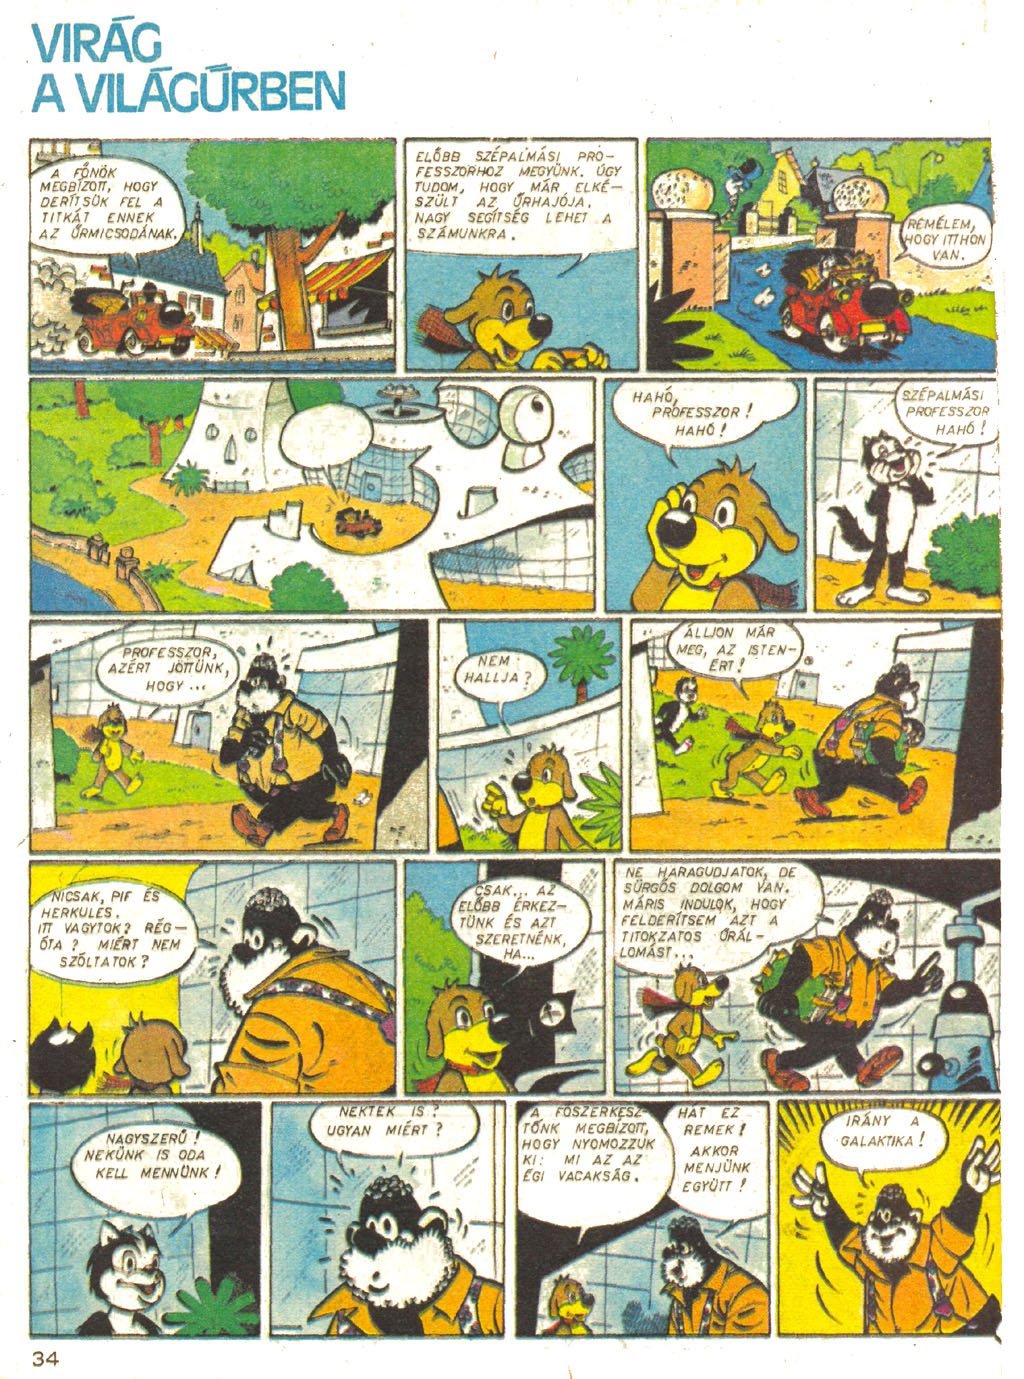 VIRÁG
A VILÁGŰRBEN
A FŐNÖK
MEGBÍZOTT, HOGY
DERÍTSÜK FEL A
TITKÁT ENNEK
AZ ŰRMICSODÁNAK.
ELŐBB SZÉPALMÁSI PRO-
FESSZORHOZ MEGYÜNK. ÚGY
TUDOM, HOGY MÁR ELKÉ-
SZÜLT AZ ŰRHAJÓJA.
NAGY SEGÍTSÉG LEHET A
SZÁMUNKRA.
REMÉLEM,
HOGY ITTHON
VAN.
HAHÓ,
PROFESSZOR!
HAHÓ!
SZÉPALMÁSI
PROFESSZOR
HAHÓ!
PROFESSZOR,
AZÉRT JÖTTÜNK,
HOGY...
NEM
HALLJA?
ÁLLJON MÁR
MEG, AZ ISTEN-
ÉRT!
NICSAK, PIF ÉS
HERKULES.
ITT VAGYTOK? RÉG-
ÓTA? MIÉRT NEM
SZÓLTATOK?
CSAK... AZ
ELŐBB ÉRKEZ-
TÜNK ÉS AZT
SZERETNÉNK,
HA...
NE HARAGUDJATOK, DE
SÜRGŐS DOLGOM VAN.
MÁRIS INDULOK, HOGY
FELDERÍTSEM AZT A
TITOKZATOS ŰRÁL-
LOMÁST...
NAGYSZERŰ!
NEKÜNK IS ODA
KELL MENNÜNK!
NEKTEK IS?
UGYAN MIÉRT?
A FŐSZERKESZ-
TŐNK MEGBÍZOTT,
HOGY NYOMOZZUK
KI: MI AZ AZ
ÉGI VACAKSÁG.
HÁT EZ
REMEK!
AKKOR
MENJÜNK
EGYÜTT!
IRÁNY A
GALAKTIKA!
34